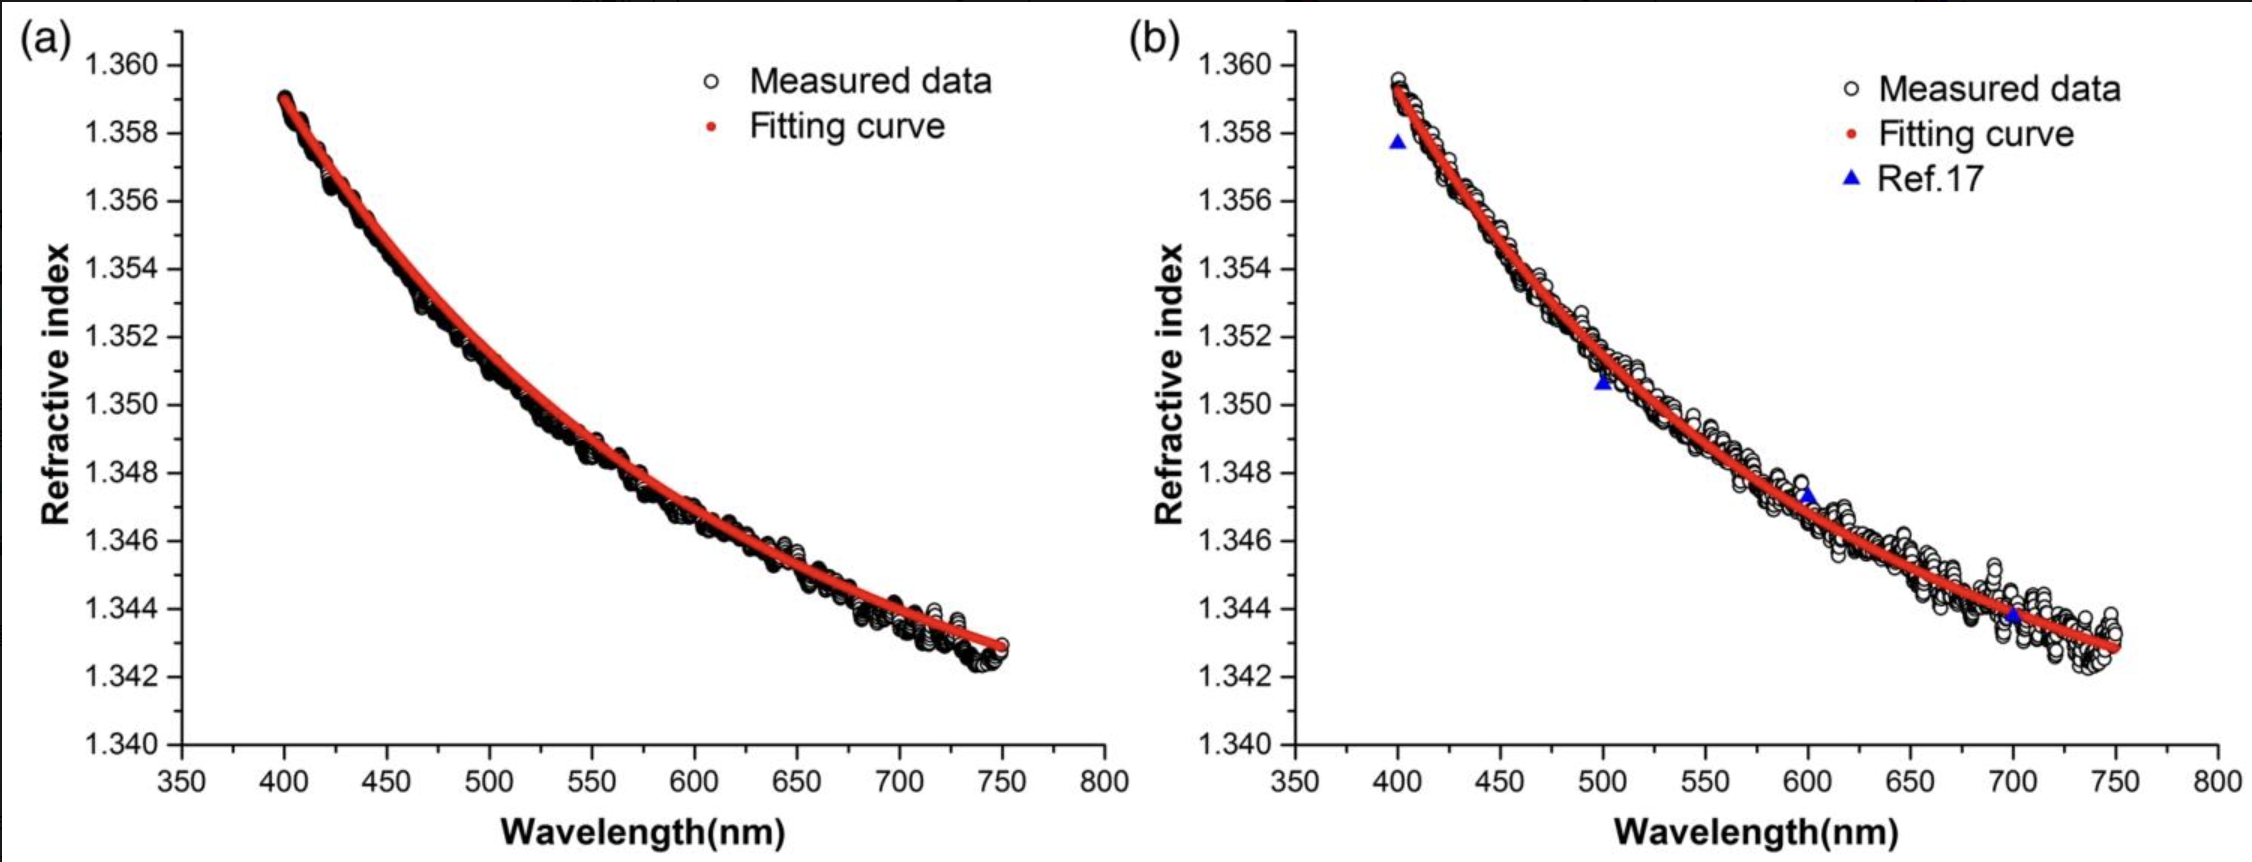 (a)
Refractive index
1.360
1.358
1.356
1.354
1.352
1.350
1.348
1.346
1.344
1.342
1.340
Measured data
Fitting curve
350 400 450 500 550 600 650 700 750 800
Wavelength(nm)
(b)
Refractive index
1.360
1.358
1.356
1.354
1.352
1.350
1.348
1.346
1.344
1.342
1.340
Measured data
Fitting curve
Ref.17
350 400 450 500 550 600 650 700 750 800
Wavelength(nm)